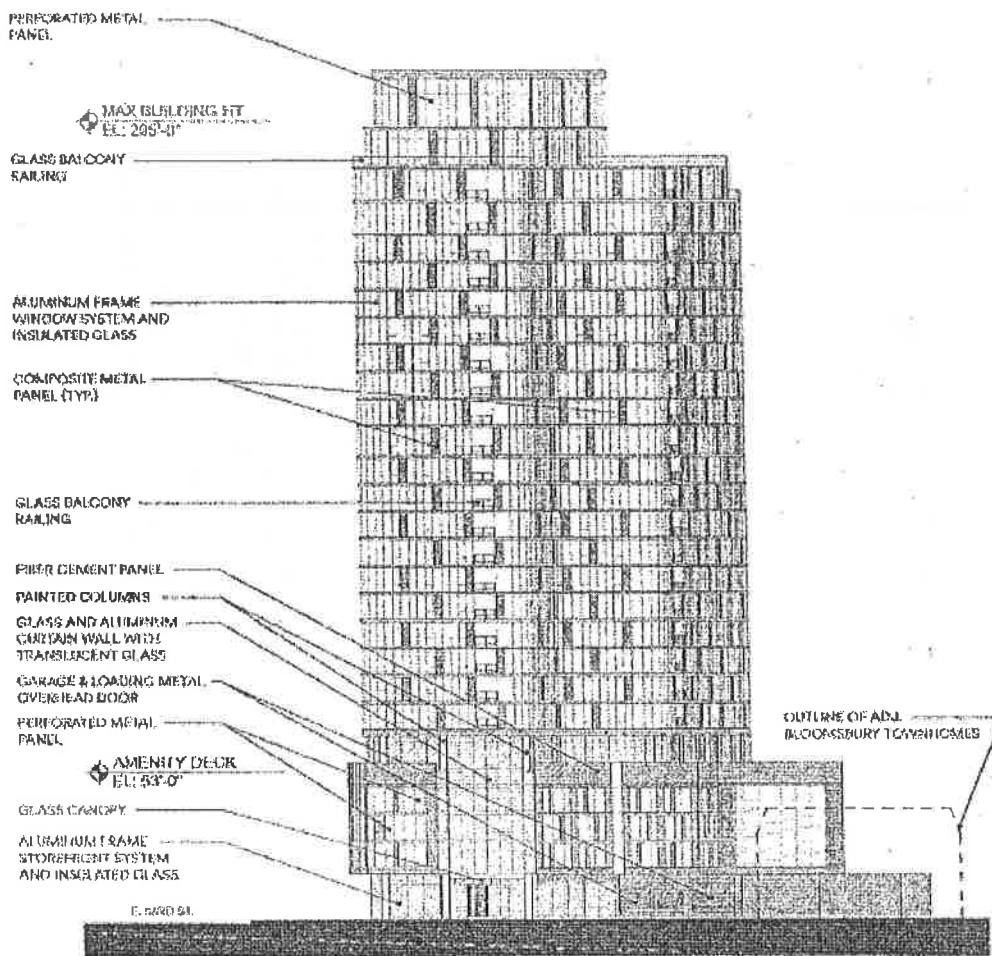 PERFORATED METAL
PANEL
MAX BUILDING HT
GLASS BALCONY
RAILING
ALUMINUM FRAME
WINDOW SYSTEM AND
INSULATED GLASS
COMPOSITE METAL
PANEL (TYP.)
GLASS BALCONY
RAILING
FIBER CEMENT PANEL
PAINTED COLUMNS
GLASS AND ALUMINUM
CURTAIN WALL WITH
TRANSLUCENT GLASS
GARAGE & LOADING METAL
OVERHEAD DOOR
PERFORATED METAL
PANEL
OUTLINE OF ADJ.
BLOOMSBURY TOWNHOMES
AMENITY DECK
EL: 53'-0"
GLASS CANOPY
ALUMINUM FRAME
STOREFRONT SYSTEM
AND INSULATED GLASS